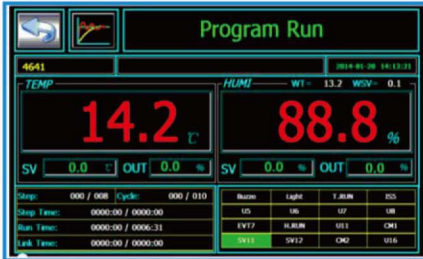 Program Run
4641 2014-01-20 14:13:21
TEMP
14.2 ℃
SV 0.0 ℃ OUT 0.0 %
HUMI WT= 13.2 WSV= 0.1
88.8 %
SV 0.0 % OUT 0.0 %
Step: 000 / 008 Cycle: 000 / 010
Step Time: 0000:00 / 0000:00
Run Time: 0000:00 / 0006:31
Link Time: 0000:00 / 0000:00
Buzzo Light T.RUN ISS
U5 U6 U7 U8
EVT7 H.RUN U11 CM1
SV11 SV12 CM2 U16